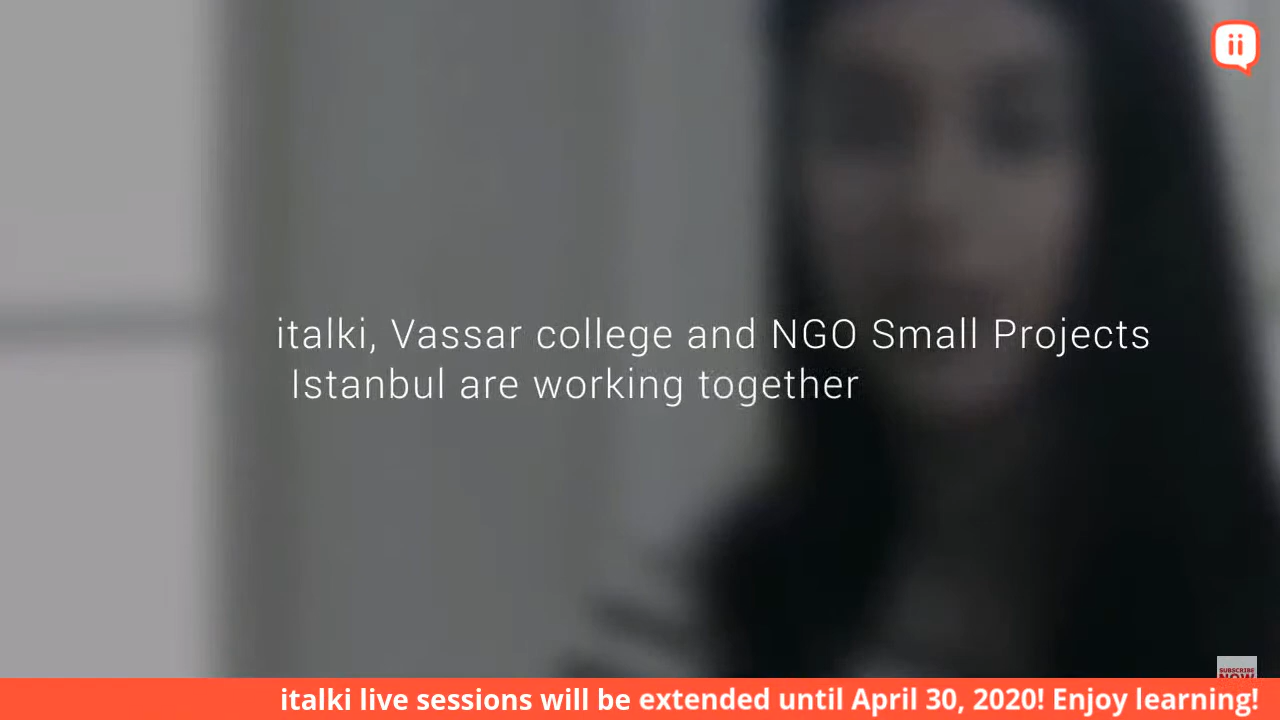 italki, Vassar college and NGO Small Projects
Istanbul are working together
SUBSCRIBE
italki live sessions will be extended until April 30, 2020! Enjoy learning!